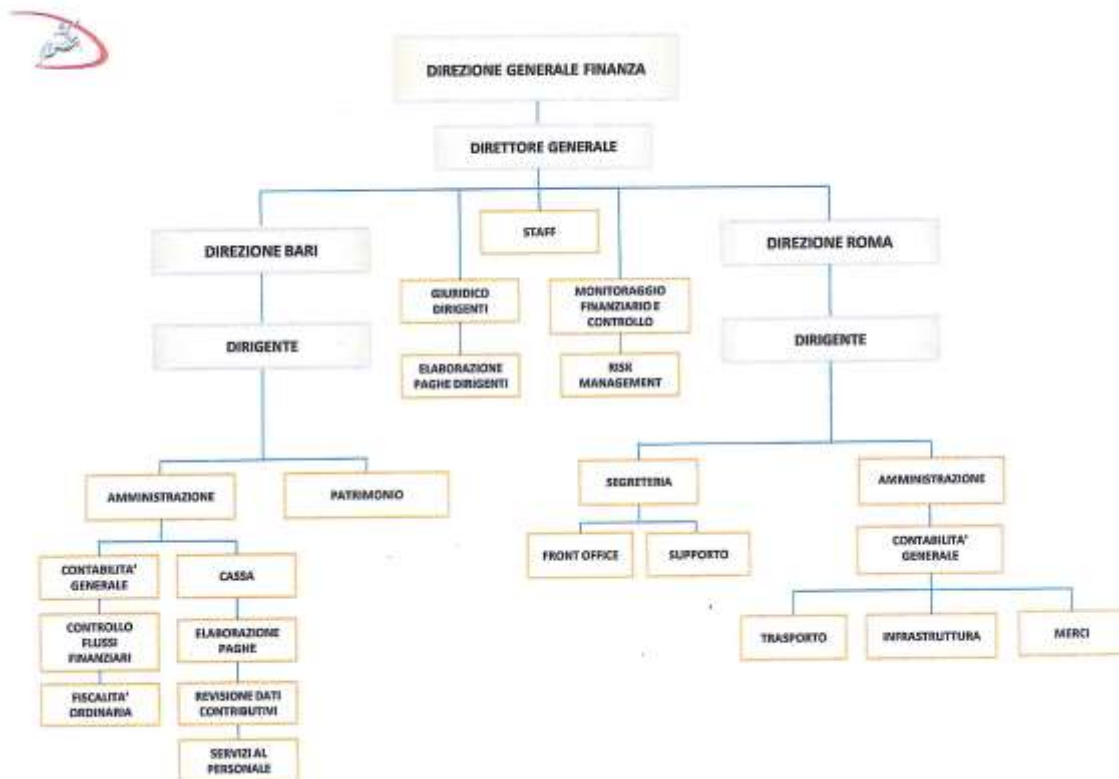 DIREZIONE GENERALE FINANZA
DIRETTORE GENERALE
STAFF
DIREZIONE BARI
DIREZIONE ROMA
GIURIDICO
DIRIGENTI
MONITORAGGIO
FINANZIARIO E
CONTROLLO
DIRIGENTE
DIRIGENTE
ELABORAZIONE
PAGHE DIRIGENTI
RISK
MANAGEMENT
AMMINISTRAZIONE
PATRIMONIO
SEGRETERIA
AMMINISTRAZIONE
FRONT OFFICE
SUPPORTO
CONTABILITA'
GENERALE
CONTABILITA'
GENERALE
CASSA
CONTROLLO
FLUSSI
FINANZIARI
ELABORAZIONE
PAGHE
TRASPORTO
INFRASTRUTTURA
MERCI
FISCALITA'
ORDINARIA
REVISIONE DATI
CONTRIBUTIVI
SERVIZI AL
PERSONALE